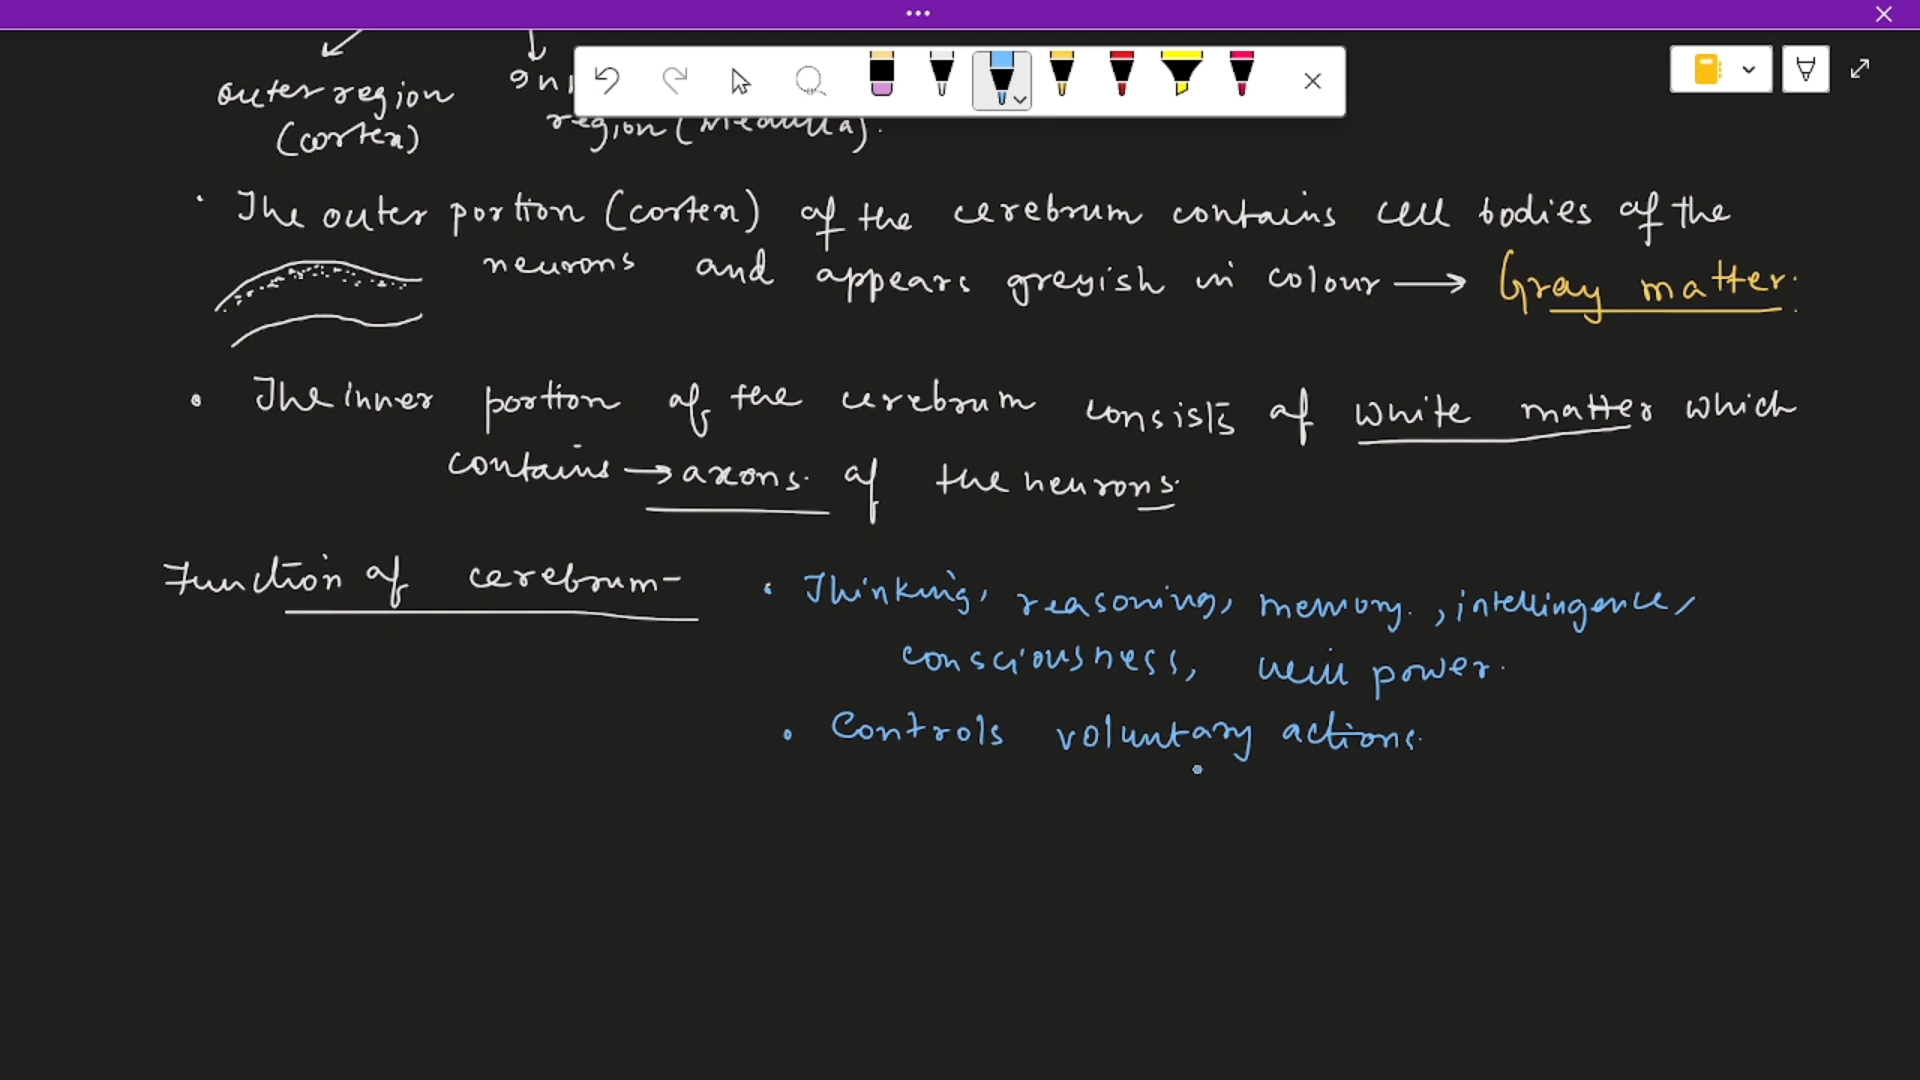 outer region
(cortex)
region (Medulla).
• The outer portion (cortex) of the cerebrum contains cell bodies of the
neurons and appears greyish in colour → Gray matter.
• The inner portion of the cerebrum consists of white matter which
contains → axons of the neurons.
Function of cerebrum-
• Thinking, reasoning, memory, intellingence,
consciousness, will power.
• Controls voluntary actions.